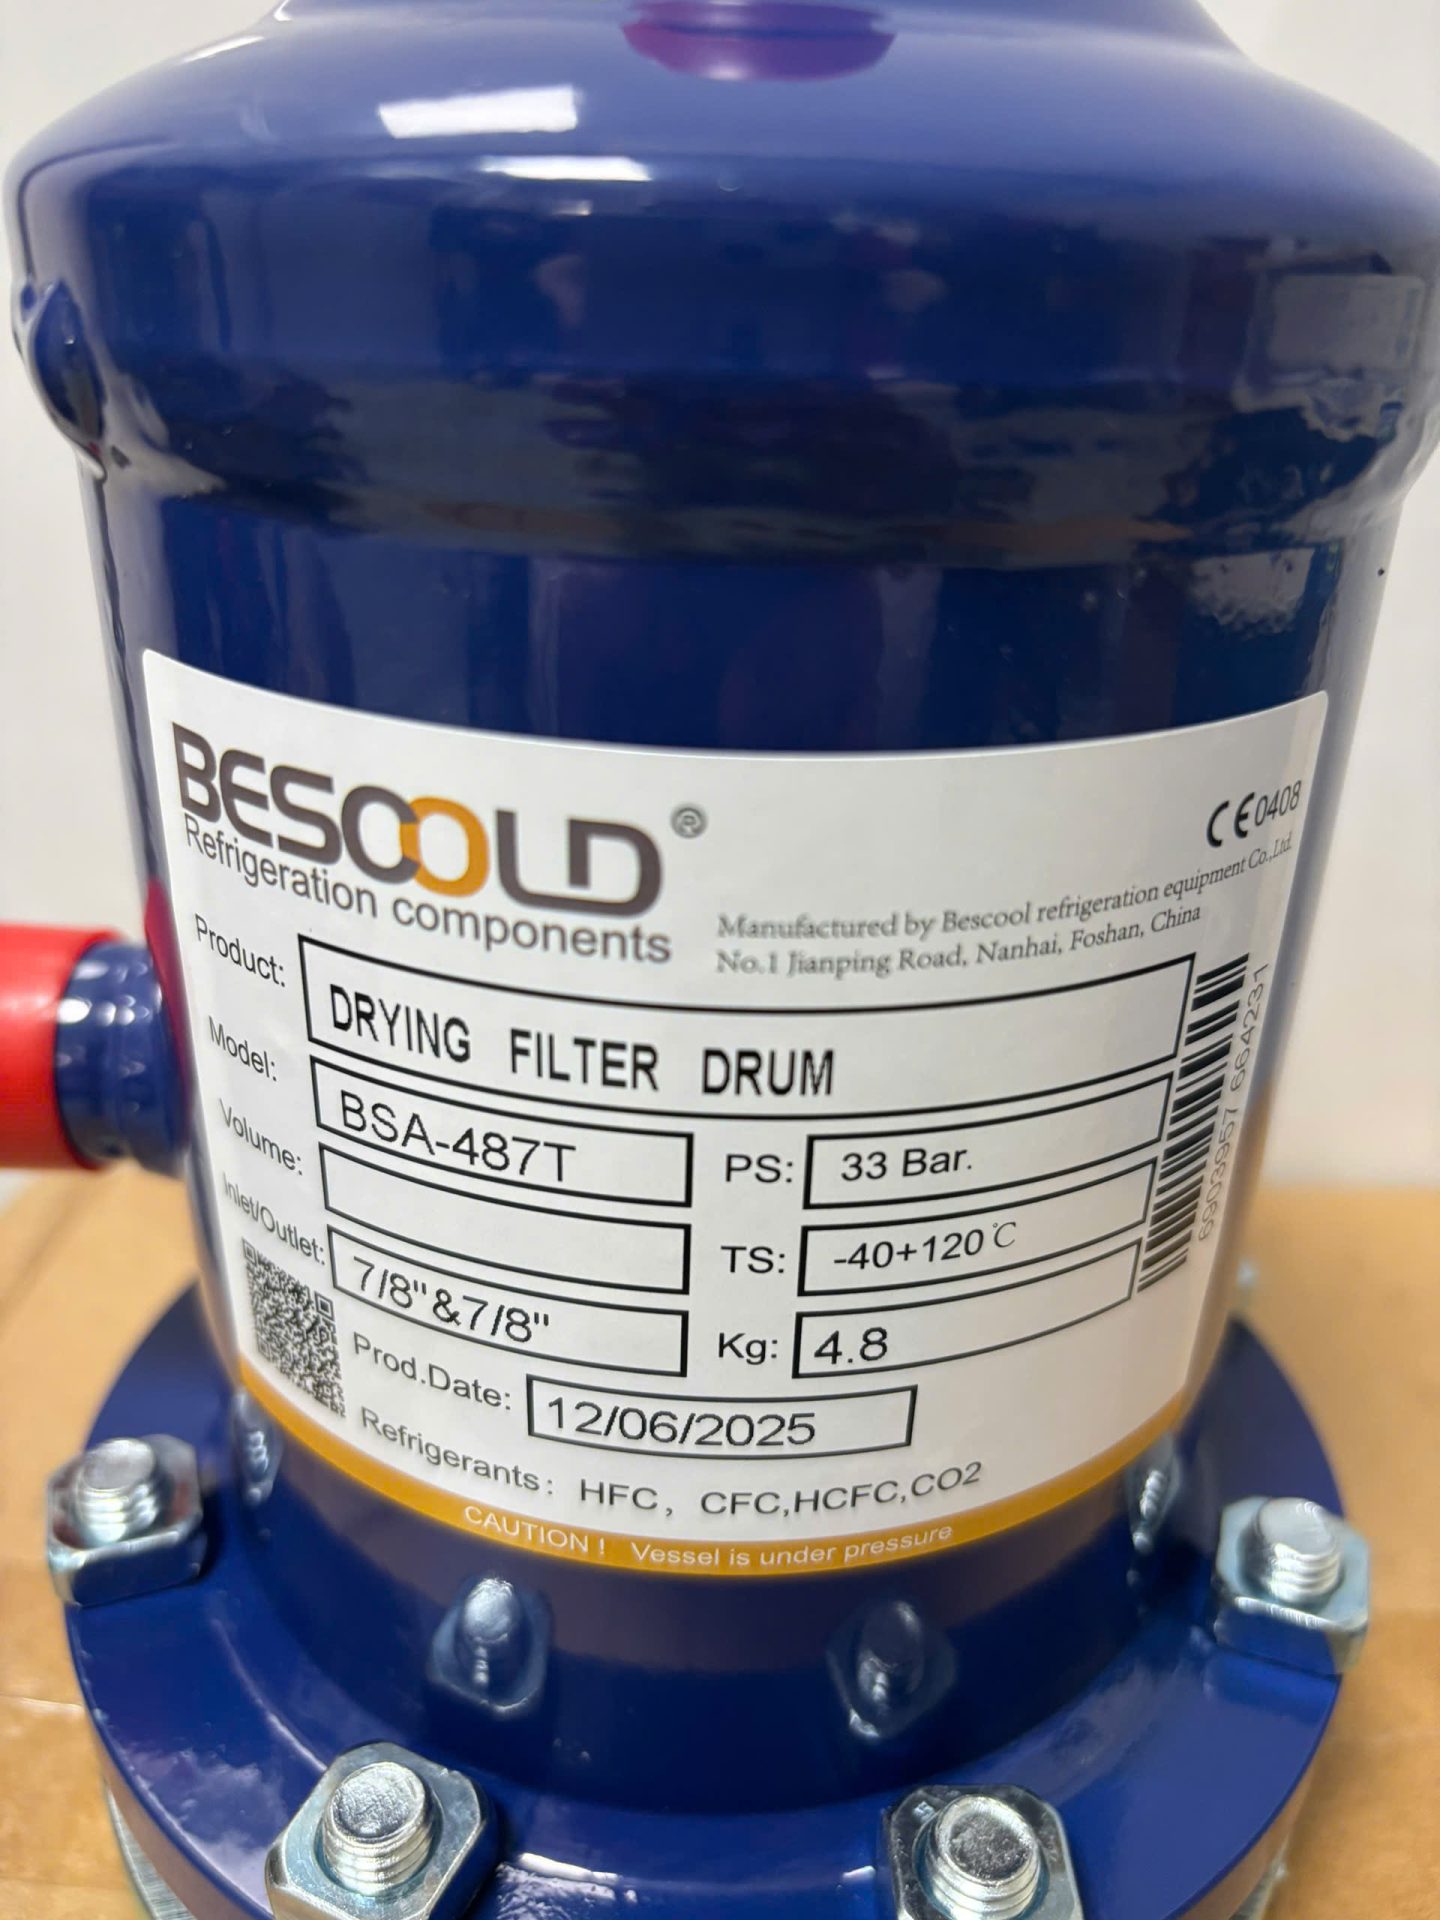 BESCOOLD ®
Refrigeration components
CE0408
Manufactured by Bescool refrigeration equipment Co.,Ltd.
No.1 Jianping Road, Nanhai, Foshan, China
Product: DRYING FILTER DRUM
Model: BSA-487T PS: 33 Bar.
Volume: TS: -40+120℃
Inlet/Outlet: 7/8"&7/8" Kg: 4.8
Prod.Date: 12/06/2025
Refrigerants: HFC, CFC,HCFC,CO2
CAUTION! Vessel is under pressure
6903957 664231